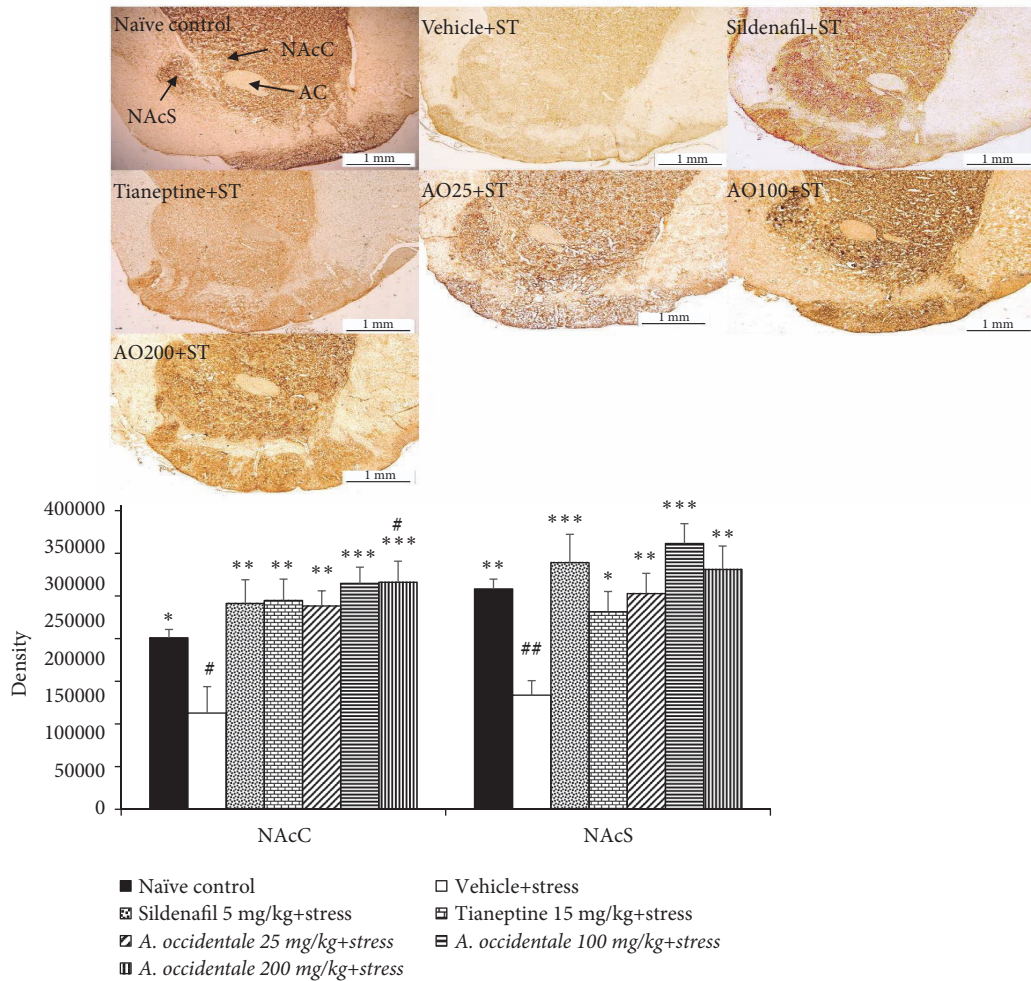 Naïve control
NAcC
AC
NAcS
1 mm
Vehicle+ST
1 mm
Sildenafil+ST
1 mm
Tianeptine+ST
1 mm
AO25+ST
1 mm
AO100+ST
1 mm
AO200+ST
1 mm
Density
400000
350000
300000
250000
200000
150000
100000
50000
0
*
#
**
**
**
***
#
***
**
##
***
*
**
***
**
NAcC
NAcS
Naïve control
Vehicle+stress
Sildenafil 5 mg/kg+stress
Tianeptine 15 mg/kg+stress
A. occidentale 25 mg/kg+stress
A. occidentale 100 mg/kg+stress
A. occidentale 200 mg/kg+stress